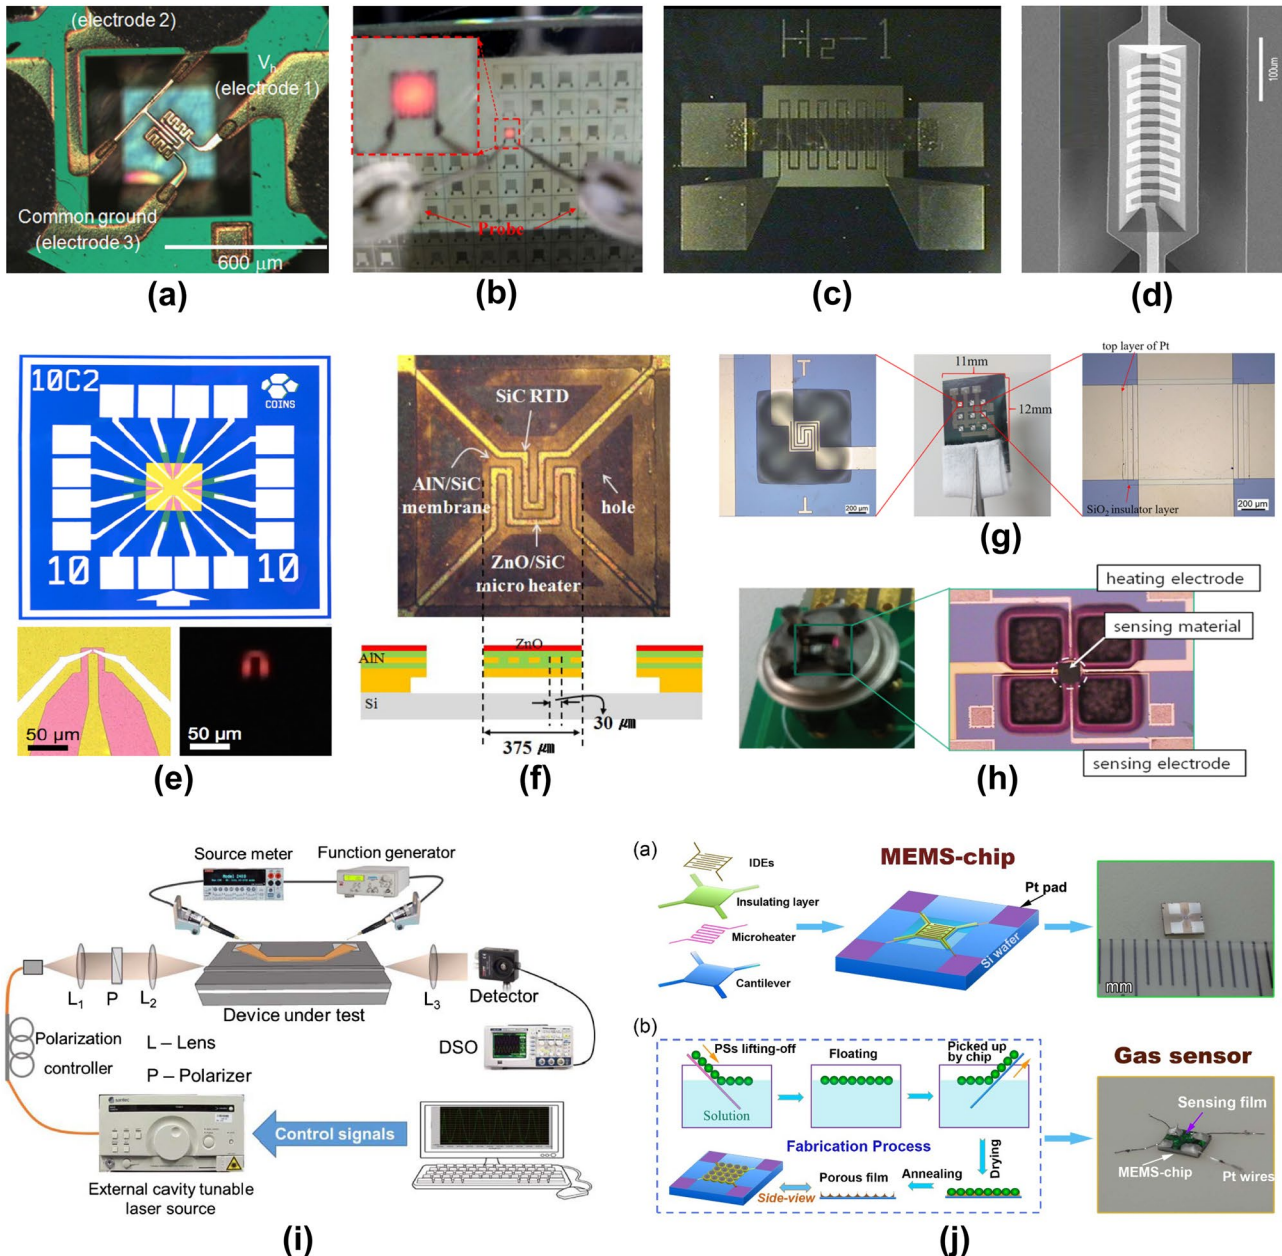 (electrode 2)
Vh
(electrode 1)
Common ground
(electrode 3)
600 μm
(a)
Probe
(b)
H2-1
(c)
100μm
(d)
10C2
COINS
10
10
50 μm
50 μm
(e)
SiC RTD
AlN/SiC
membrane
hole
ZnO/SiC
micro heater
ZnO
AlN
Si
30 ㎛
375 ㎛
(f)
top layer of Pt
11mm
12mm
200 μm
SiO2 insulator layer
200 μm
(g)
heating electrode
sensing material
sensing electrode
(h)
Source meter
Function generator
L1
P
L2
L3
Detector
Device under test
Polarization
controller
L – Lens
P – Polarizer
DSO
Control signals
External cavity tunable
laser source
(i)
(a)
IDEs
Insulating layer
Microheater
Cantilever
MEMS-chip
Pt pad
Si wafer
mm
(b)
PSs lifting-off
Floating
Picked up
by chip
Solution
Fabrication Process
Drying
Annealing
Porous film
Side-view
Gas sensor
Sensing film
MEMS-chip
Pt wires
(j)